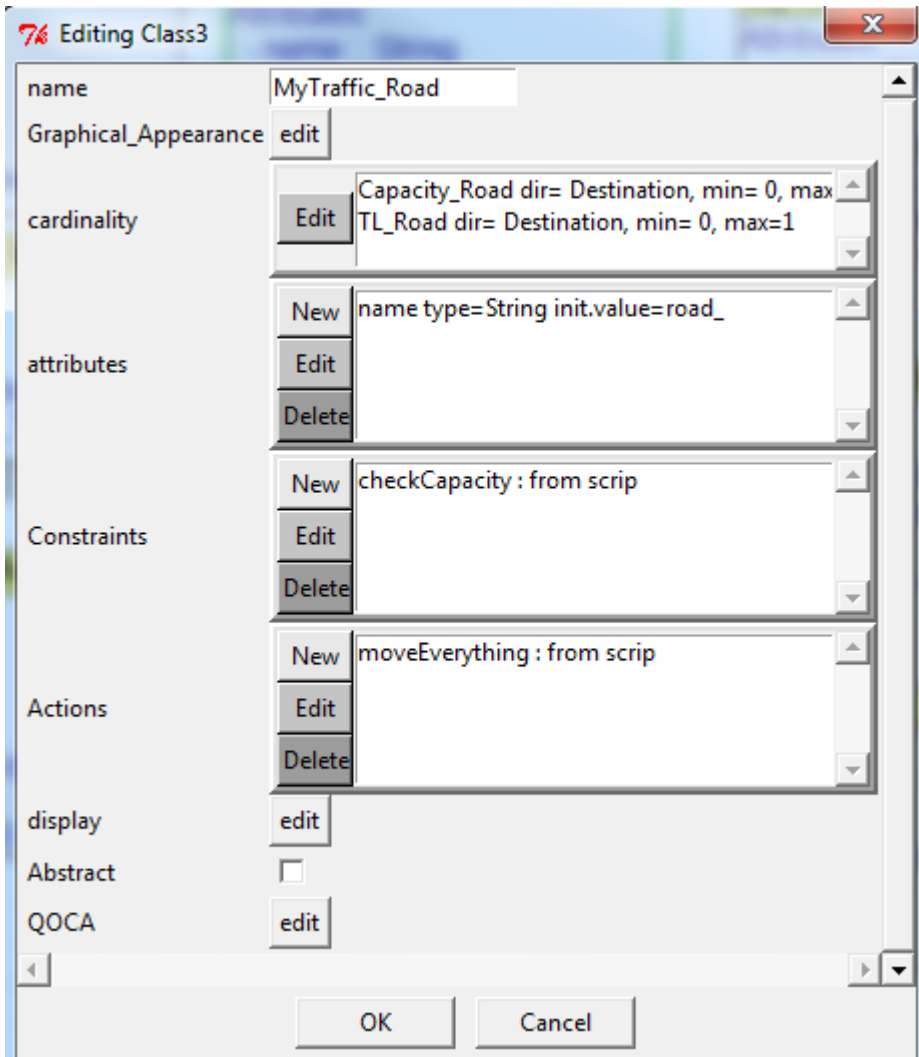 Editing Class3
name MyTraffic_Road
Graphical_Appearance edit
cardinality Edit
Capacity_Road dir= Destination, min= 0, max
TL_Road dir= Destination, min= 0, max=1
attributes
New
Edit
Delete
name type=String init.value=road_
Constraints
New
Edit
Delete
checkCapacity : from scrip
Actions
New
Edit
Delete
moveEverything : from scrip
display edit
Abstract
QOCA edit
OK Cancel